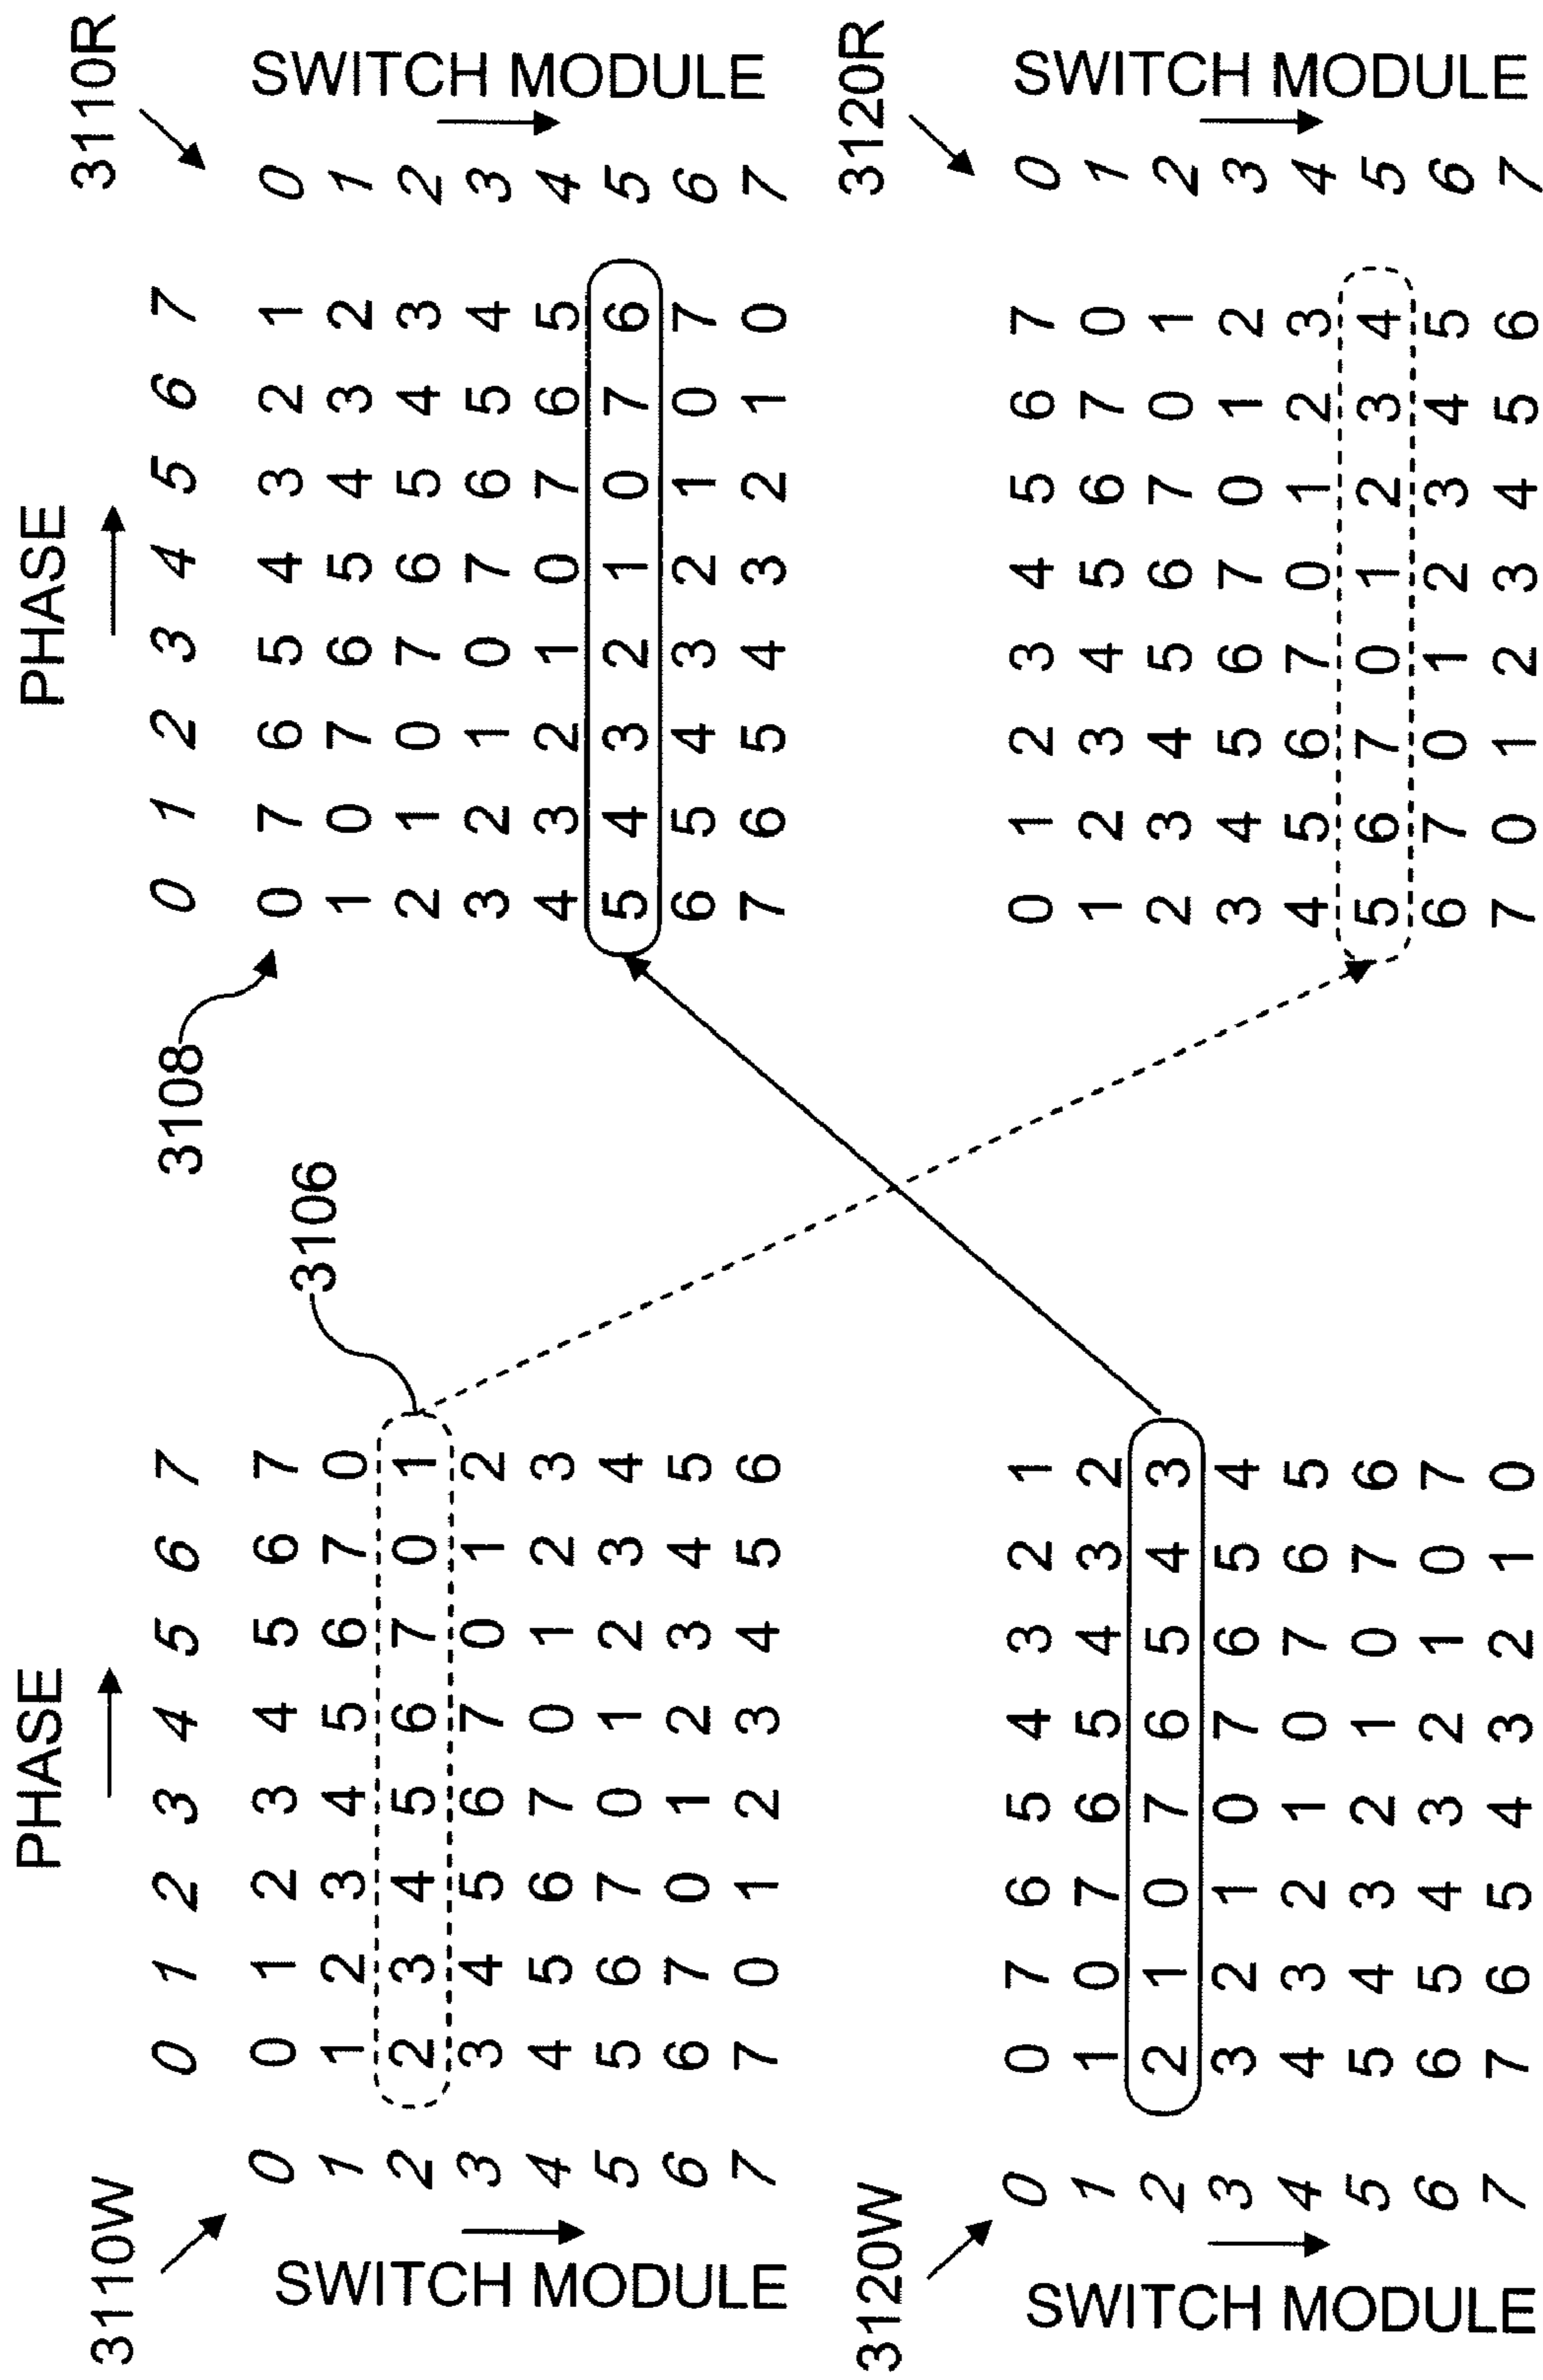 PHASE PHASE
3110W 3110R
0 1 2 3 4 5 6 7 3108 0 1 2 3 4 5 6 7
0 0 1 2 3 4 5 6 7 0 7 6 5 4 3 2 1 0
1 1 2 3 4 5 6 7 0 3106 1 0 7 6 5 4 3 2 1
2 2 3 4 5 6 7 0 1 2 1 0 7 6 5 4 3 2
3 3 4 5 6 7 0 1 2 3 2 1 0 7 6 5 4 3
4 4 5 6 7 0 1 2 3 4 3 2 1 0 7 6 5 4
5 5 6 7 0 1 2 3 4 5 4 3 2 1 0 7 6 5
6 6 7 0 1 2 3 4 5 6 5 4 3 2 1 0 7 6
7 7 0 1 2 3 4 5 6 7 6 5 4 3 2 1 0 7
SWITCH MODULE SWITCH MODULE
3120W 3120R
0 0 7 6 5 4 3 2 1 0 1 2 3 4 5 6 7 0
1 1 0 7 6 5 4 3 2 1 2 3 4 5 6 7 0 1
2 2 1 0 7 6 5 4 3 2 3 4 5 6 7 0 1 2
3 3 2 1 0 7 6 5 4 3 4 5 6 7 0 1 2 3
4 4 3 2 1 0 7 6 5 4 5 6 7 0 1 2 3 4
5 5 4 3 2 1 0 7 6 5 6 7 0 1 2 3 4 5
6 6 5 4 3 2 1 0 7 6 7 0 1 2 3 4 5 6
7 7 6 5 4 3 2 1 0 7 0 1 2 3 4 5 6 7
SWITCH MODULE SWITCH MODULE